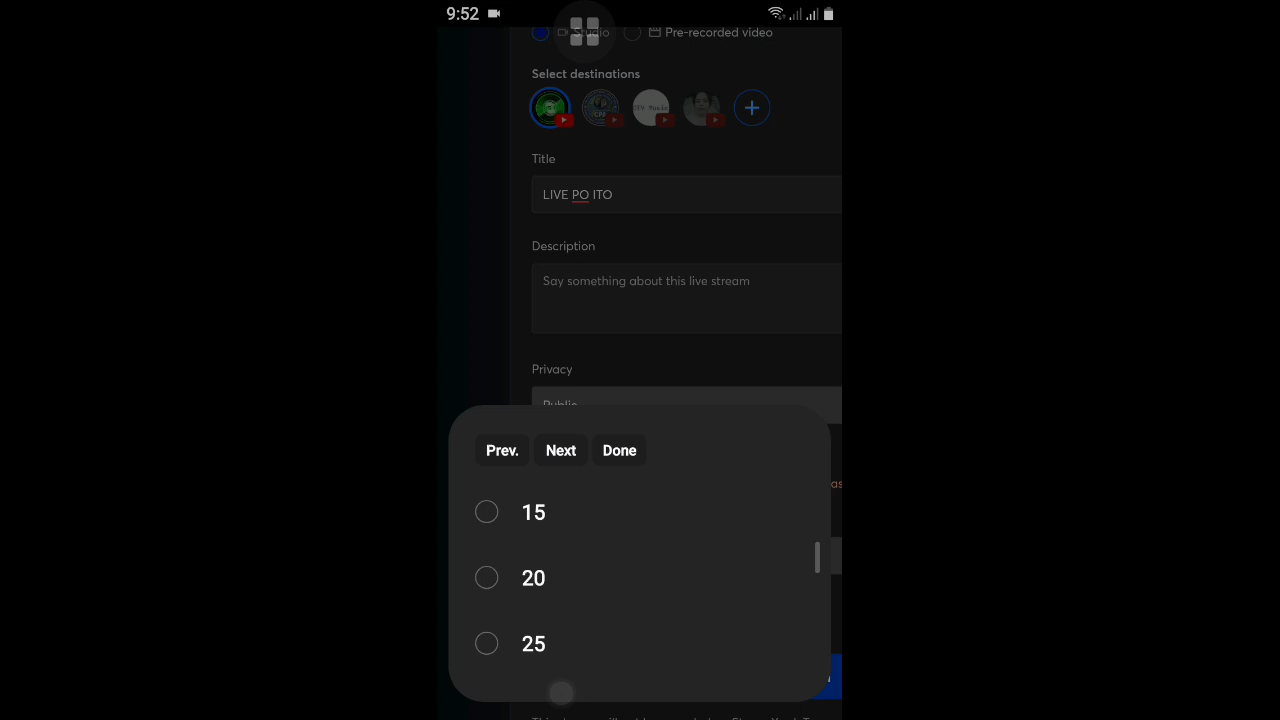 9:52
Studio Pre-recorded video
Select destinations
Title
LIVE PO ITO
Description
Say something about this live stream
Privacy
Public
Prev. Next Done
15
20
25